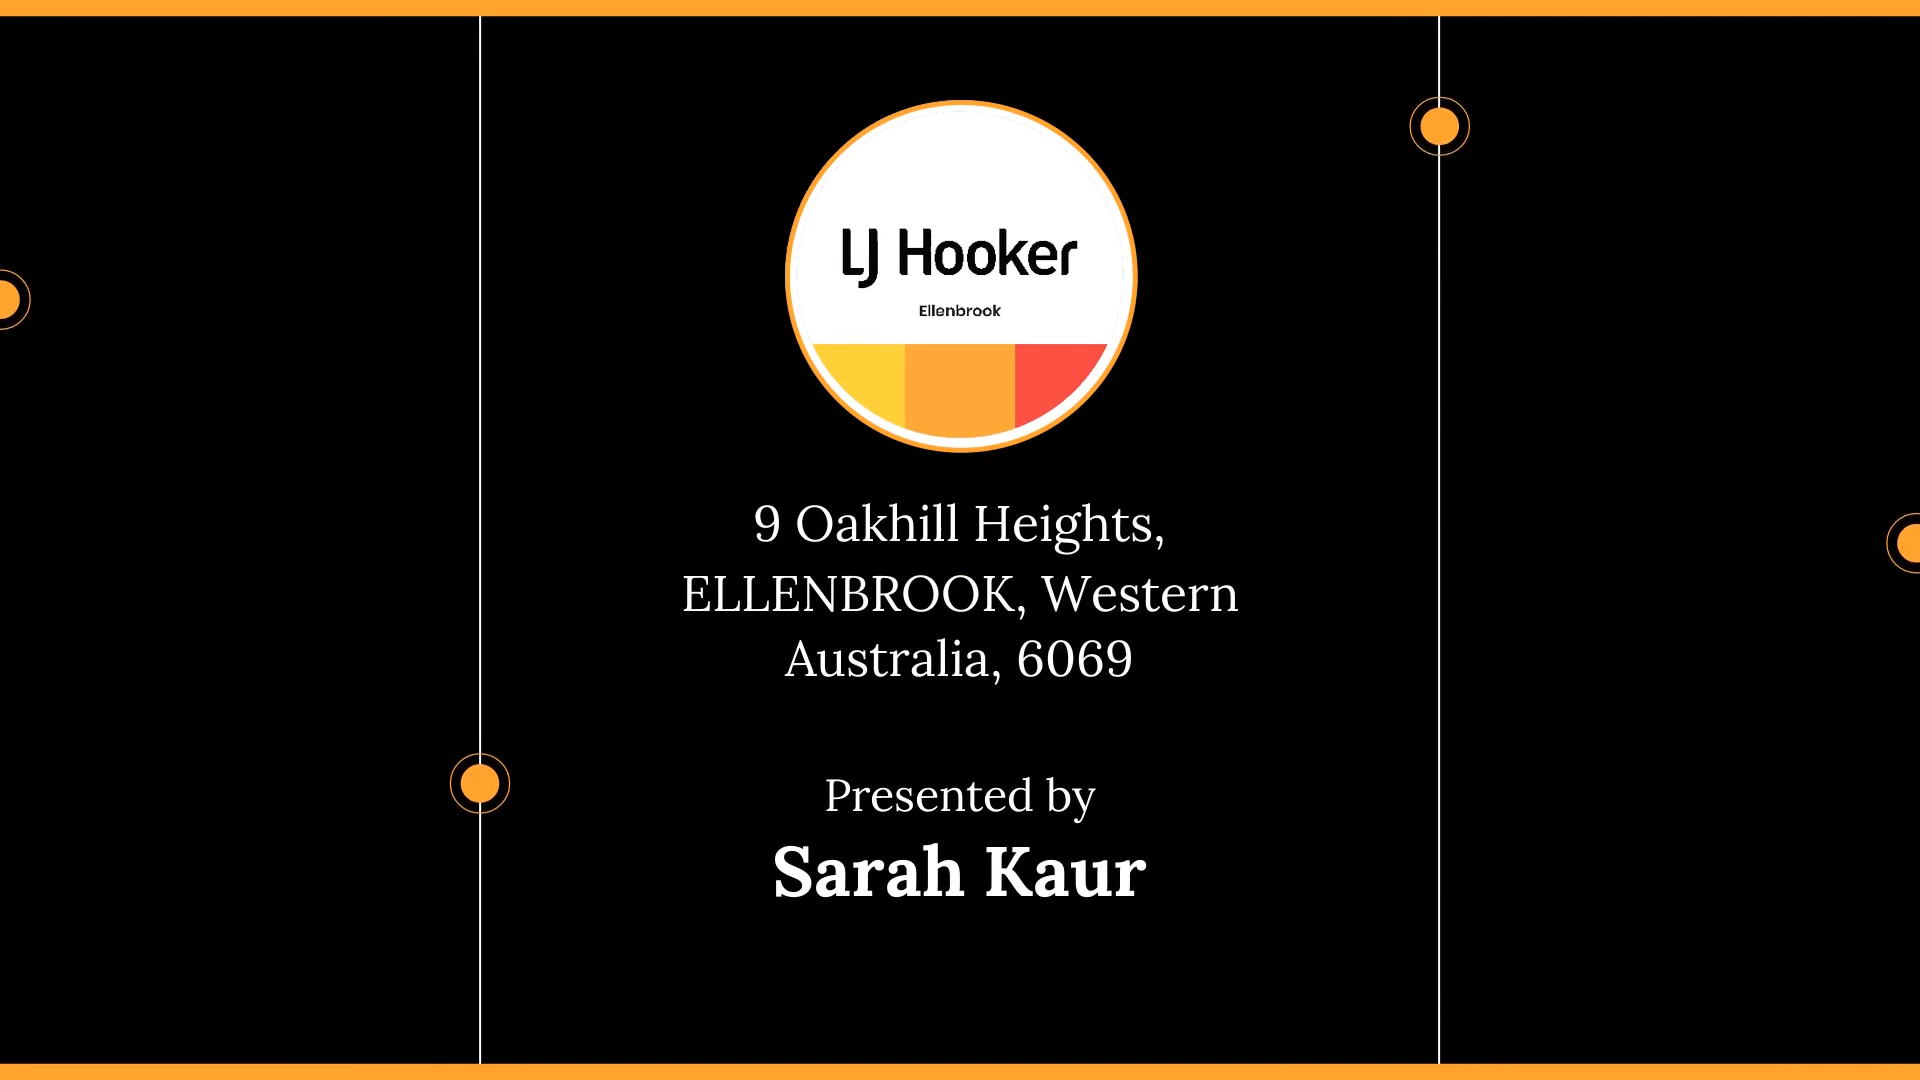 LJ Hooker
Ellenbrook
9 Oakhill Heights,
ELLENBROOK, Western
Australia, 6069
Presented by
Sarah Kaur